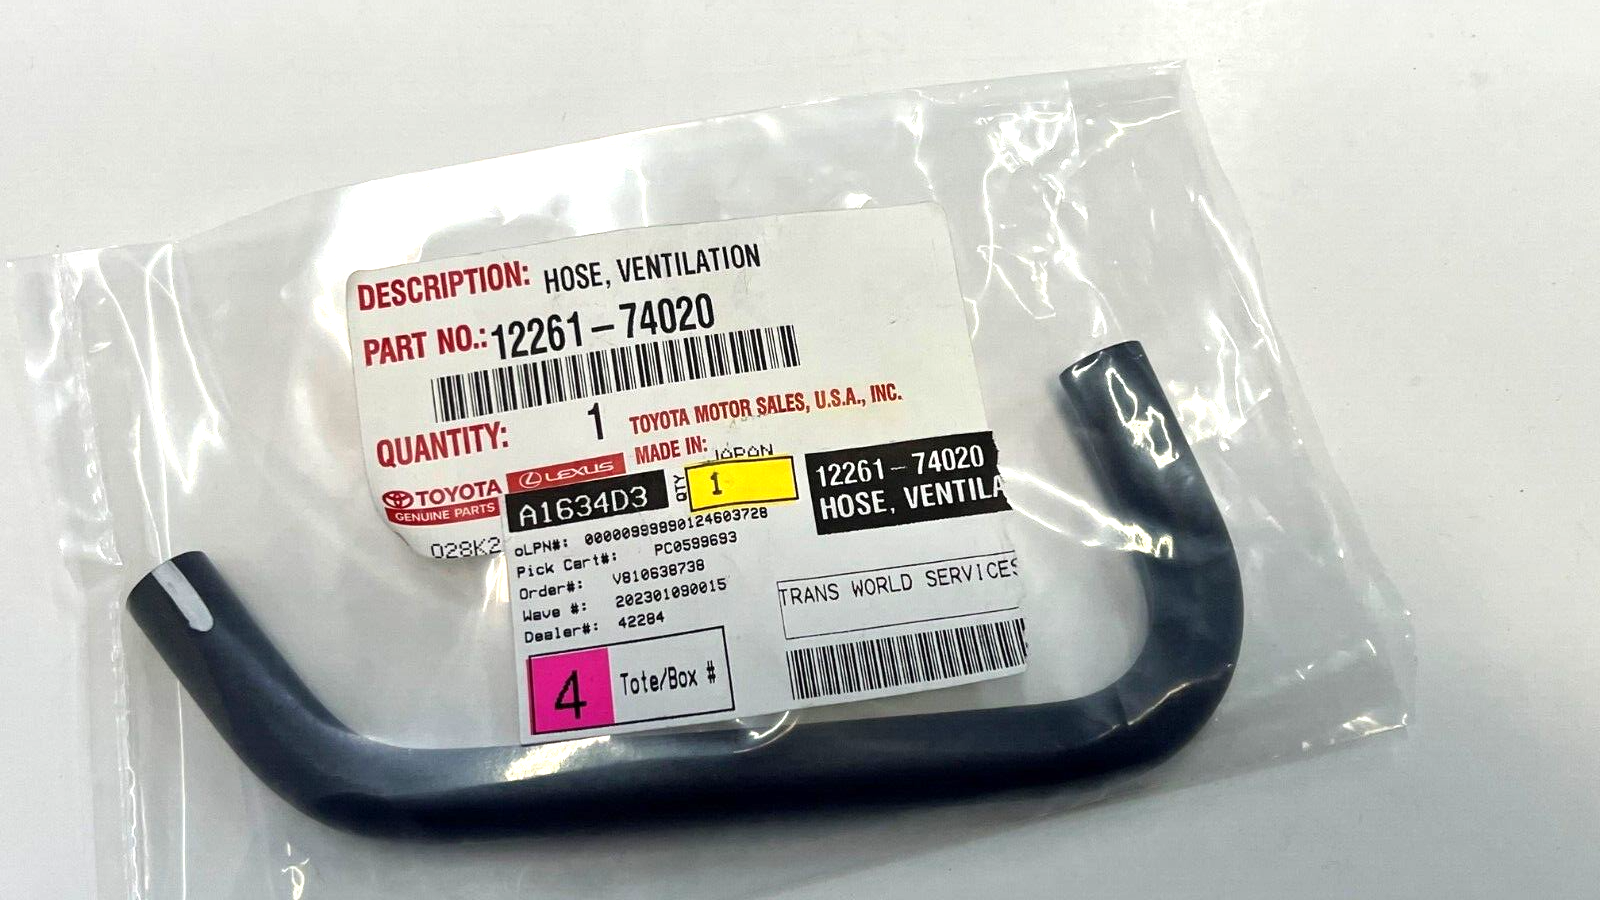 DESCRIPTION: HOSE, VENTILATION
PART NO.: 12261-74020
QUANTITY: 1
TOYOTA MOTOR SALES, U.S.A., INC.
MADE IN: JAPAN
TOYOTA
GENUINE PARTS
LEXUS
028K2
A1634D3
QTY
1
12261-74020
HOSE, VENTILA
oLPN#: 00000999890124603728
Pick Cart#: PC0599693
Order#: V810638738
Wave #: 202301090015
Dealer#: 42284
TRANS WORLD SERVICES
4
Tote/Box #